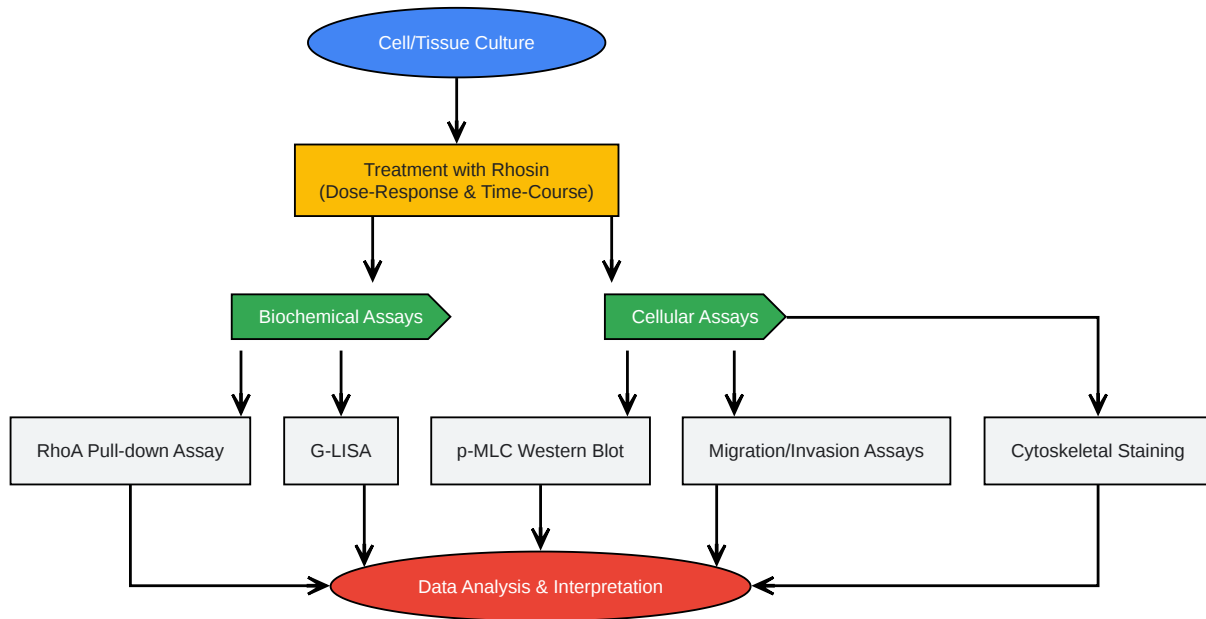 Cell/Tissue Culture
Treatment with Rhosin
(Dose-Response & Time-Course)
Biochemical Assays
Cellular Assays
RhoA Pull-down Assay
G-LISA
p-MLC Western Blot
Migration/Invasion Assays
Cytoskeletal Staining
Data Analysis & Interpretation